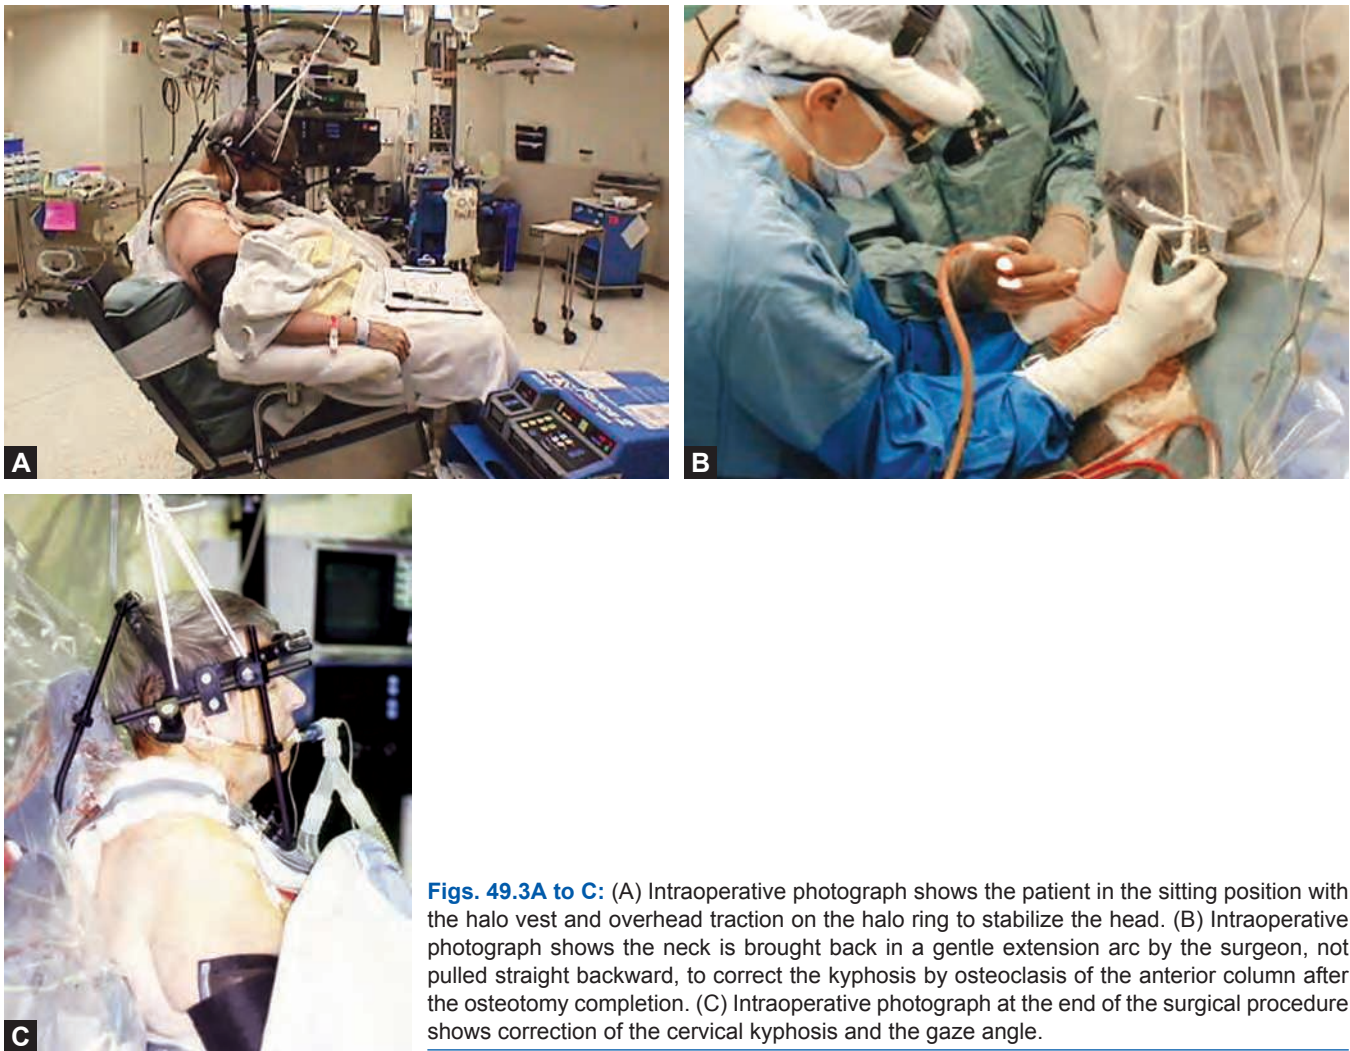 A
B
C
Figs. 49.3A to C: (A) Intraoperative photograph shows the patient in the sitting position with
the halo vest and overhead traction on the halo ring to stabilize the head. (B) Intraoperative
photograph shows the neck is brought back in a gentle extension arc by the surgeon, not
pulled straight backward, to correct the kyphosis by osteoclasis of the anterior column after
the osteotomy completion. (C) Intraoperative photograph at the end of the surgical procedure
shows correction of the cervical kyphosis and the gaze angle.